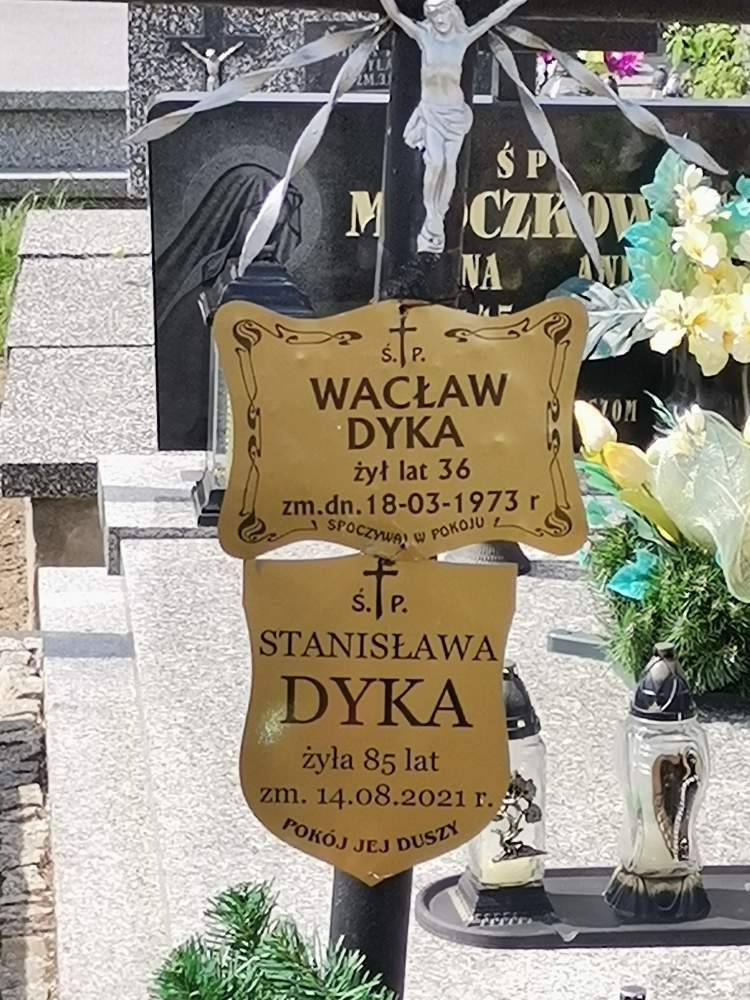 Ś P
Ś. P.
WACŁAW
DYKA
żył lat 36
zm.dn.18-03-1973 r
SPOCZYWAJ W POKOJU
Ś. P.
STANISŁAWA
DYKA
żyła 85 lat
zm. 14.08.2021 r.
POKÓJ JEJ DUSZY